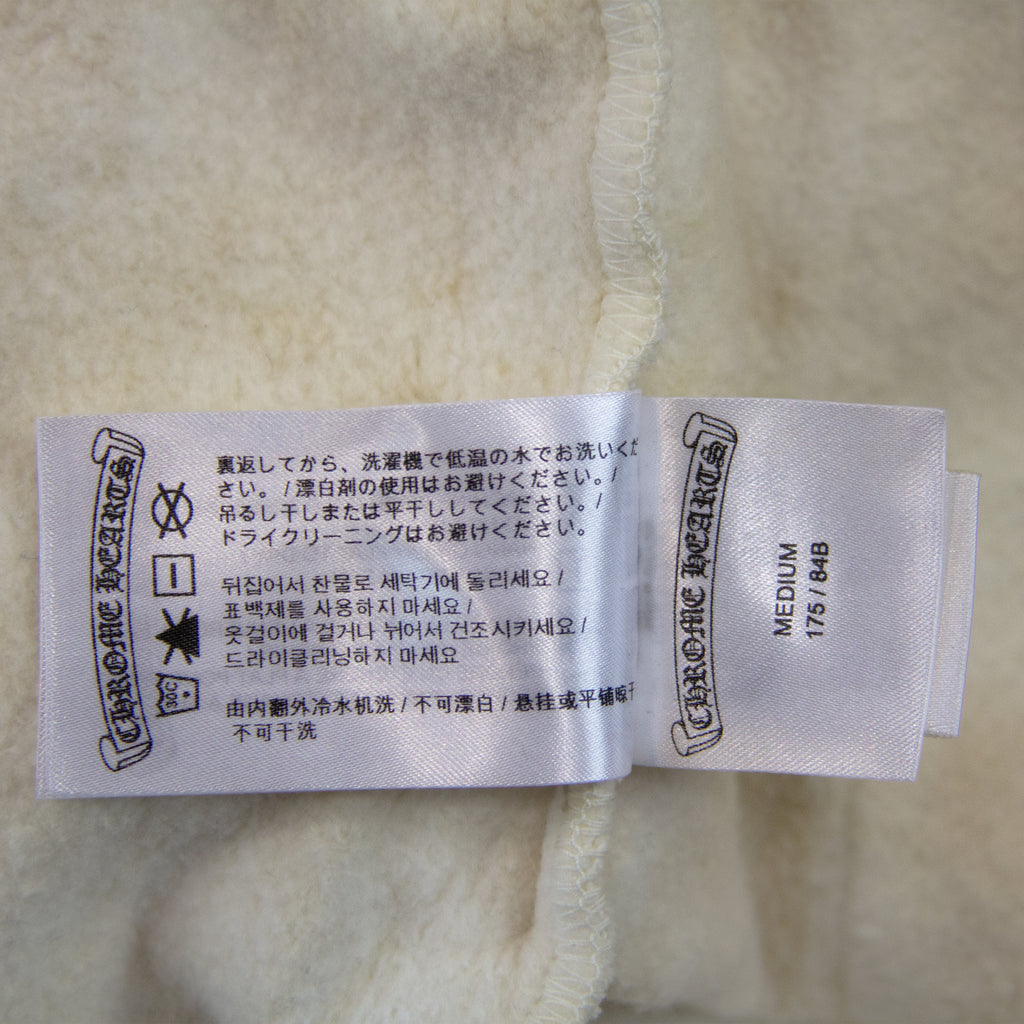 CHROME HEARTS
裏返してから、洗濯機で低温の水でお洗いくだ
さい。/漂白剤の使用はお避けください。/
吊るし干しまたは平干ししてください。/
ドライクリーニングはお避けください。
뒤집어서 찬물로 세탁기에 돌리세요 /
표백제를 사용하지 마세요 /
옷걸이에 걸거나 뉘어서 건조시키세요 /
드라이클리닝하지 마세요
由内翻外冷水机洗 / 不可漂白 / 悬挂或平铺晾干
不可干洗
30C
CHROME HEARTS
MEDIUM
175 / 84B